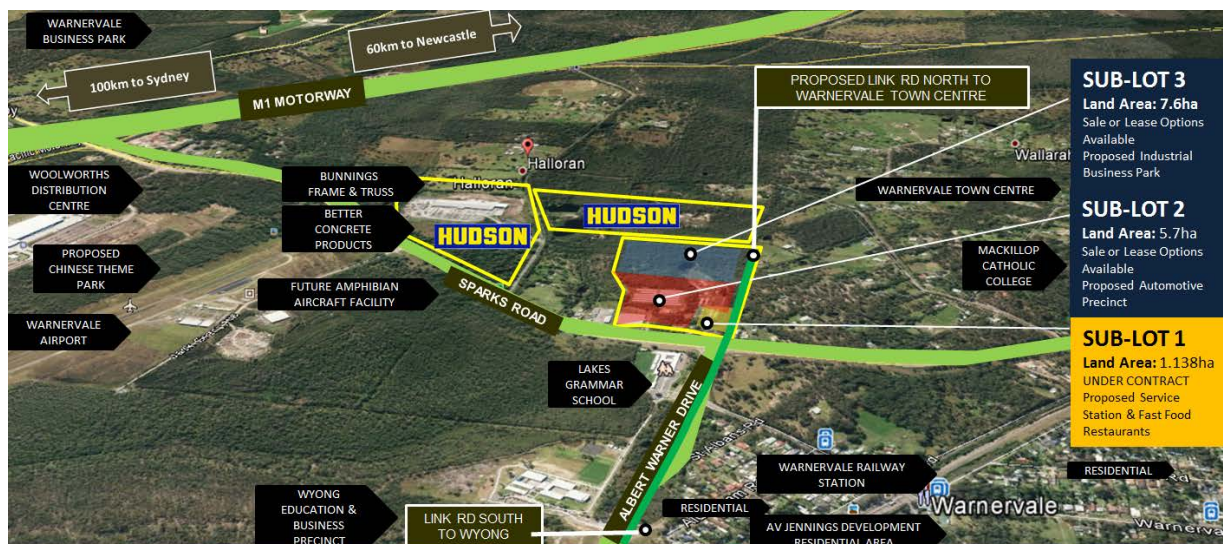 WARNERVALE
BUSINESS PARK
60km to Newcastle
100km to Sydney
M1 MOTORWAY
PROPOSED LINK RD NORTH TO
WARNERVALE TOWN CENTRE
WOOLWORTHS
DISTRIBUTION
CENTRE
BUNNINGS
FRAME & TRUSS
BETTER
CONCRETE
PRODUCTS
Halloran
Halloran
HUDSON
HUDSON
PROPOSED
CHINESE THEME
PARK
FUTURE AMPHIBIAN
AIRCRAFT FACILITY
WARNERVALE
AIRPORT
SPARKS ROAD
WARNERVALE TOWN CENTRE
MACKILLOP
CATHOLIC
COLLEGE
SUB-LOT 3
Land Area: 7.6ha
Sale or Lease Options
Available
Proposed Industrial
Business Park
SUB-LOT 2
Land Area: 5.7ha
Sale or Lease Options
Available
Proposed Automotive
Precinct
SUB-LOT 1
Land Area: 1.138ha
UNDER CONTRACT
Proposed Service
Station & Fast Food
Restaurants
LAKES
GRAMMAR
SCHOOL
ALBERT WARNER DRIVE
St Albans Rd
WARNERVALE RAILWAY
STATION
RESIDENTIAL
RESIDENTIAL
Warnervale
WYONG
EDUCATION &
BUSINESS
PRECINCT
LINK RD SOUTH
TO WYONG
AV JENNINGS DEVELOPMENT
RESIDENTIAL AREA